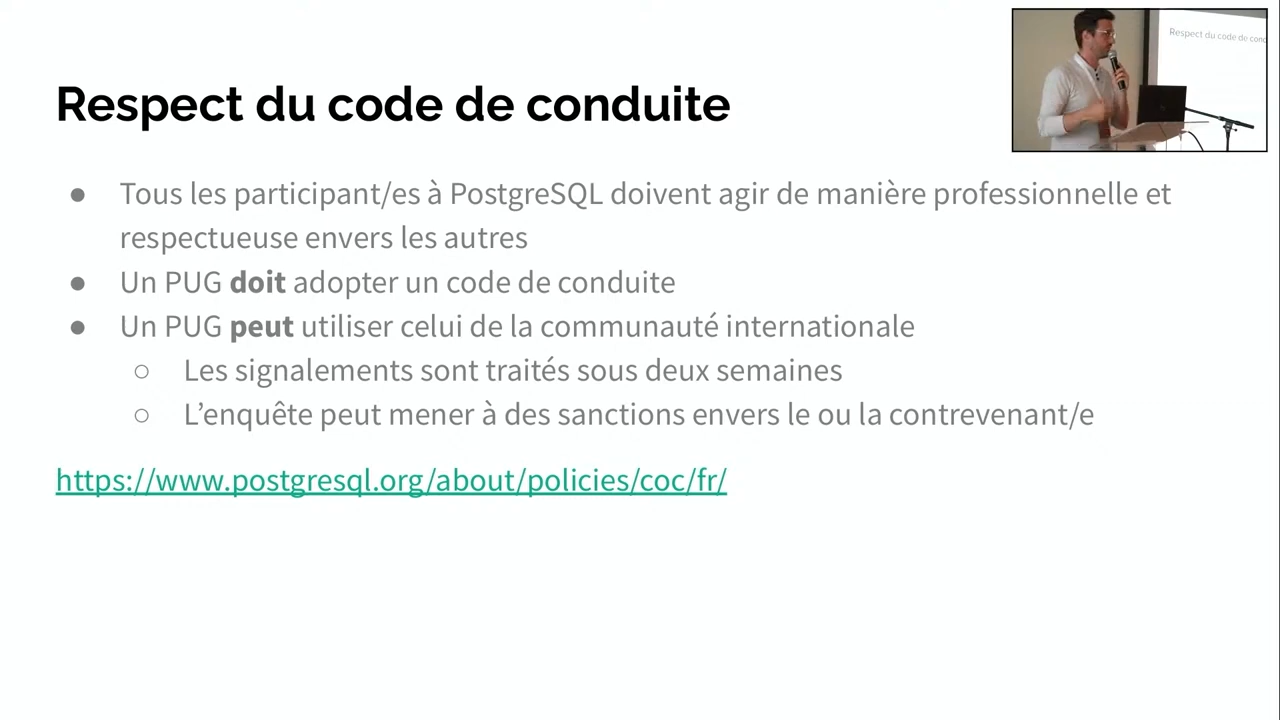 Respect du code de conduite
● Tous les participant/es à PostgreSQL doivent agir de manière professionnelle et
respectueuse envers les autres
● Un PUG doit adopter un code de conduite
● Un PUG peut utiliser celui de la communauté internationale
○ Les signalements sont traités sous deux semaines
○ L’enquête peut mener à des sanctions envers le ou la contrevenant/e
https://www.postgresql.org/about/policies/coc/fr/
Respect du code de cond